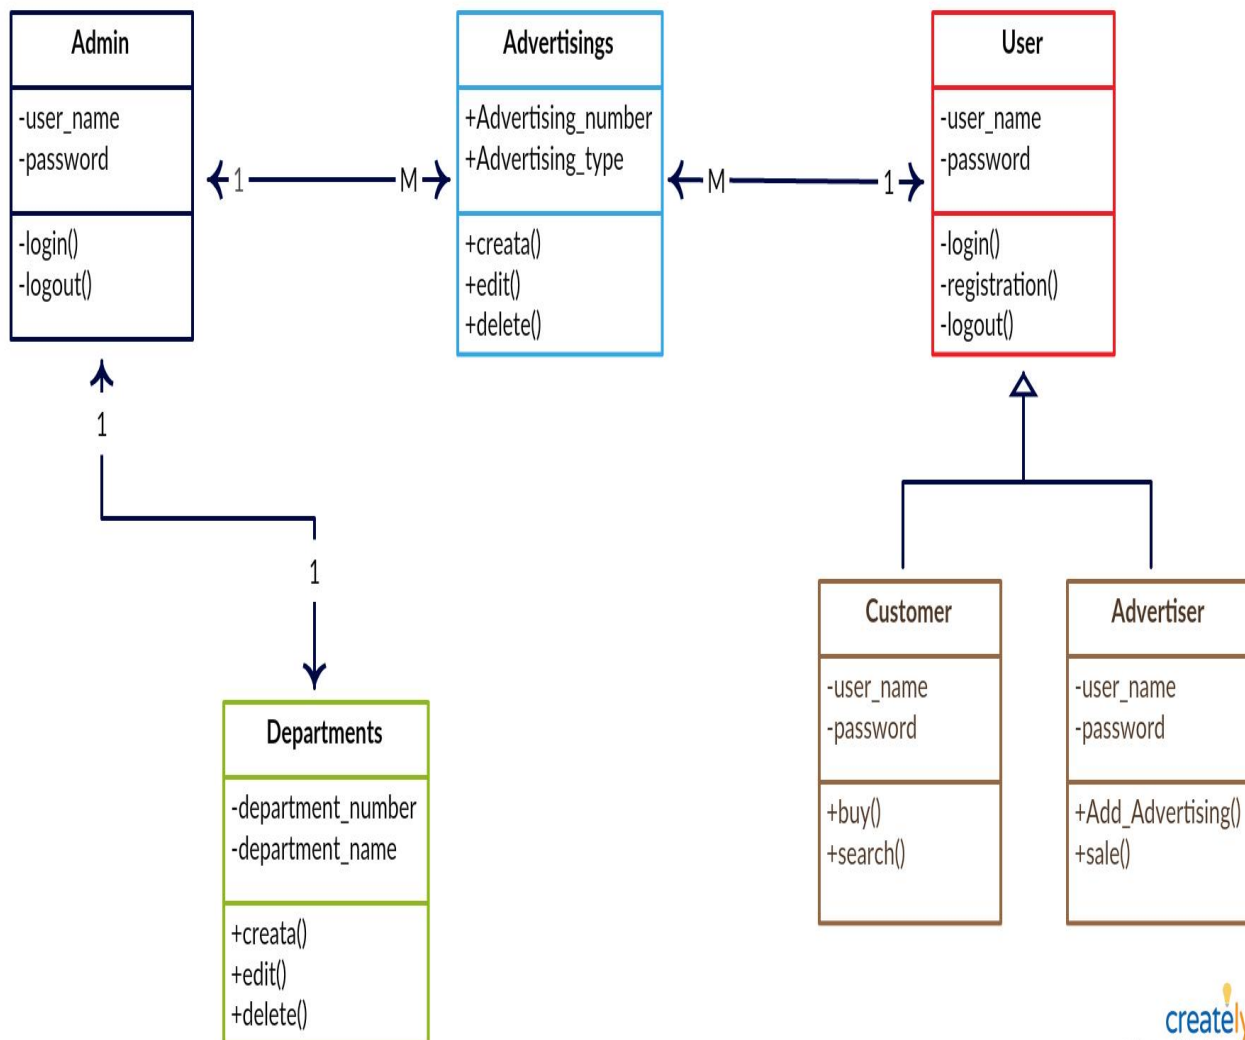 Admin
-user_name
-password
-login()
-logout()
1
M
Advertisings
+Advertising_number
+Advertising_type
+creata()
+edit()
+delete()
M
1
User
-user_name
-password
-login()
-registration()
-logout()
1
1
Departments
-department_number
-department_name
+creata()
+edit()
+delete()
Customer
-user_name
-password
+buy()
+search()
Advertiser
-user_name
-password
+Add_Advertising()
+sale()
creately